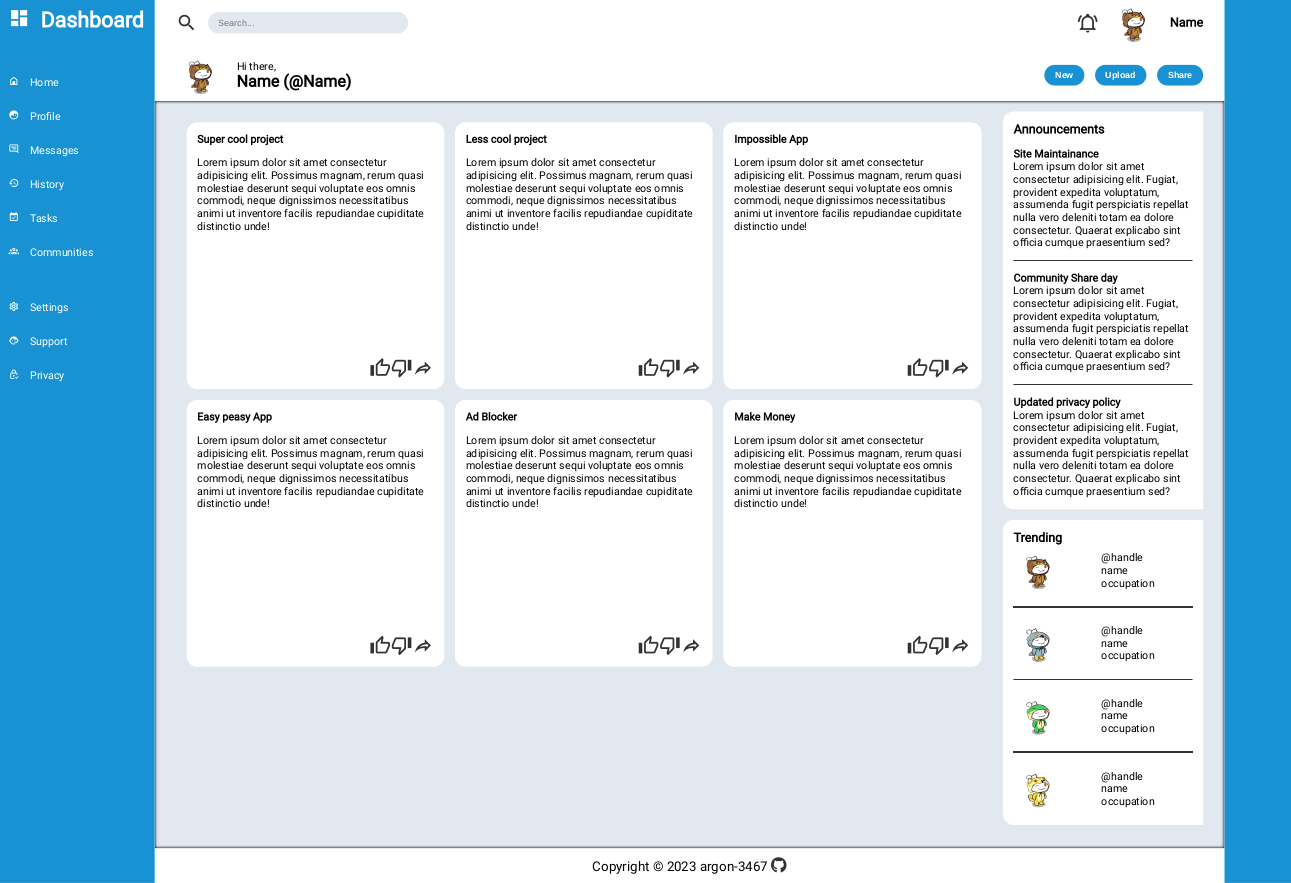 Dashboard
Search...
Name
Hi there,
Name (@Name)
New
Upload
Share
Home
Profile
Messages
History
Tasks
Communities
Settings
Support
Privacy
Super cool project
Lorem ipsum dolor sit amet consectetur
adipisicing elit. Possimus magnam, rerum quasi
molestiae deserunt sequi voluptate eos omnis
commodi, neque dignissimos necessitatibus
animi ut inventore facilis repudiandae cupiditate
distinctio unde!
Less cool project
Lorem ipsum dolor sit amet consectetur
adipisicing elit. Possimus magnam, rerum quasi
molestiae deserunt sequi voluptate eos omnis
commodi, neque dignissimos necessitatibus
animi ut inventore facilis repudiandae cupiditate
distinctio unde!
Impossible App
Lorem ipsum dolor sit amet consectetur
adipisicing elit. Possimus magnam, rerum quasi
molestiae deserunt sequi voluptate eos omnis
commodi, neque dignissimos necessitatibus
animi ut inventore facilis repudiandae cupiditate
distinctio unde!
Easy peasy App
Lorem ipsum dolor sit amet consectetur
adipisicing elit. Possimus magnam, rerum quasi
molestiae deserunt sequi voluptate eos omnis
commodi, neque dignissimos necessitatibus
animi ut inventore facilis repudiandae cupiditate
distinctio unde!
Ad Blocker
Lorem ipsum dolor sit amet consectetur
adipisicing elit. Possimus magnam, rerum quasi
molestiae deserunt sequi voluptate eos omnis
commodi, neque dignissimos necessitatibus
animi ut inventore facilis repudiandae cupiditate
distinctio unde!
Make Money
Lorem ipsum dolor sit amet consectetur
adipisicing elit. Possimus magnam, rerum quasi
molestiae deserunt sequi voluptate eos omnis
commodi, neque dignissimos necessitatibus
animi ut inventore facilis repudiandae cupiditate
distinctio unde!
Announcements
Site Maintainance
Lorem ipsum dolor sit amet
consectetur adipisicing elit. Fugiat,
provident expedita voluptatum,
assumenda fugit perspiciatis repellat
nulla vero deleniti totam ea dolore
consectetur. Quaerat explicabo sint
officia cumque praesentium sed?
Community Share day
Lorem ipsum dolor sit amet
consectetur adipisicing elit. Fugiat,
provident expedita voluptatum,
assumenda fugit perspiciatis repellat
nulla vero deleniti totam ea dolore
consectetur. Quaerat explicabo sint
officia cumque praesentium sed?
Updated privacy policy
Lorem ipsum dolor sit amet
consectetur adipisicing elit. Fugiat,
provident expedita voluptatum,
assumenda fugit perspiciatis repellat
nulla vero deleniti totam ea dolore
consectetur. Quaerat explicabo sint
officia cumque praesentium sed?
Trending
@handle
name
occupation
@handle
name
occupation
@handle
name
occupation
@handle
name
occupation
Copyright © 2023 argon-3467